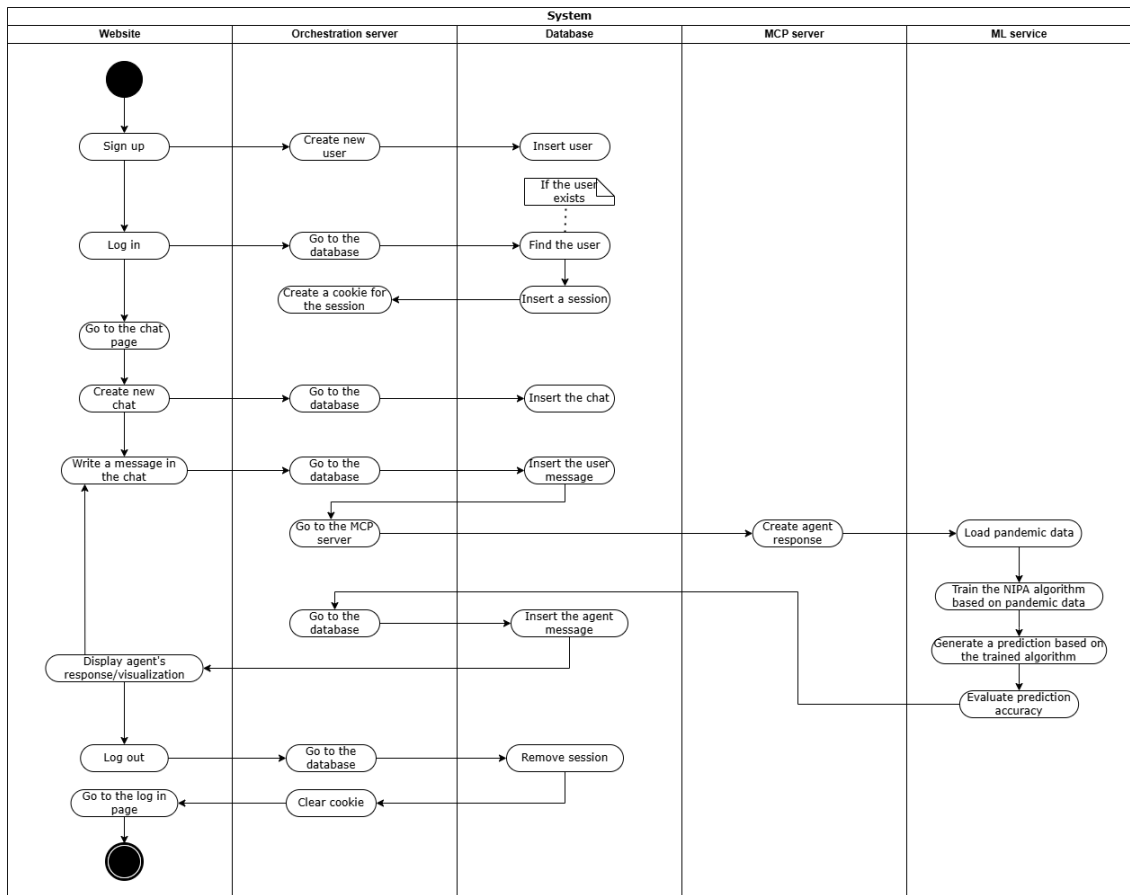 System
Website
Orchestration server
Database
MCP server
ML service
Sign up
Create new
user
Insert user
If the user
exists
Log in
Go to the
database
Find the user
Create a cookie for
the session
Insert a session
Go to the chat
page
Create new
chat
Go to the
database
Insert the chat
Write a message in
the chat
Go to the
database
Insert the user
message
Go to the MCP
server
Create agent
response
Load pandemic data
Train the NIPA algorithm
based on pandemic data
Go to the
database
Insert the agent
message
Generate a prediction based on
the trained algorithm
Display agent's
response/visualization
Evaluate prediction
accuracy
Log out
Go to the
database
Remove session
Go to the log in
page
Clear cookie